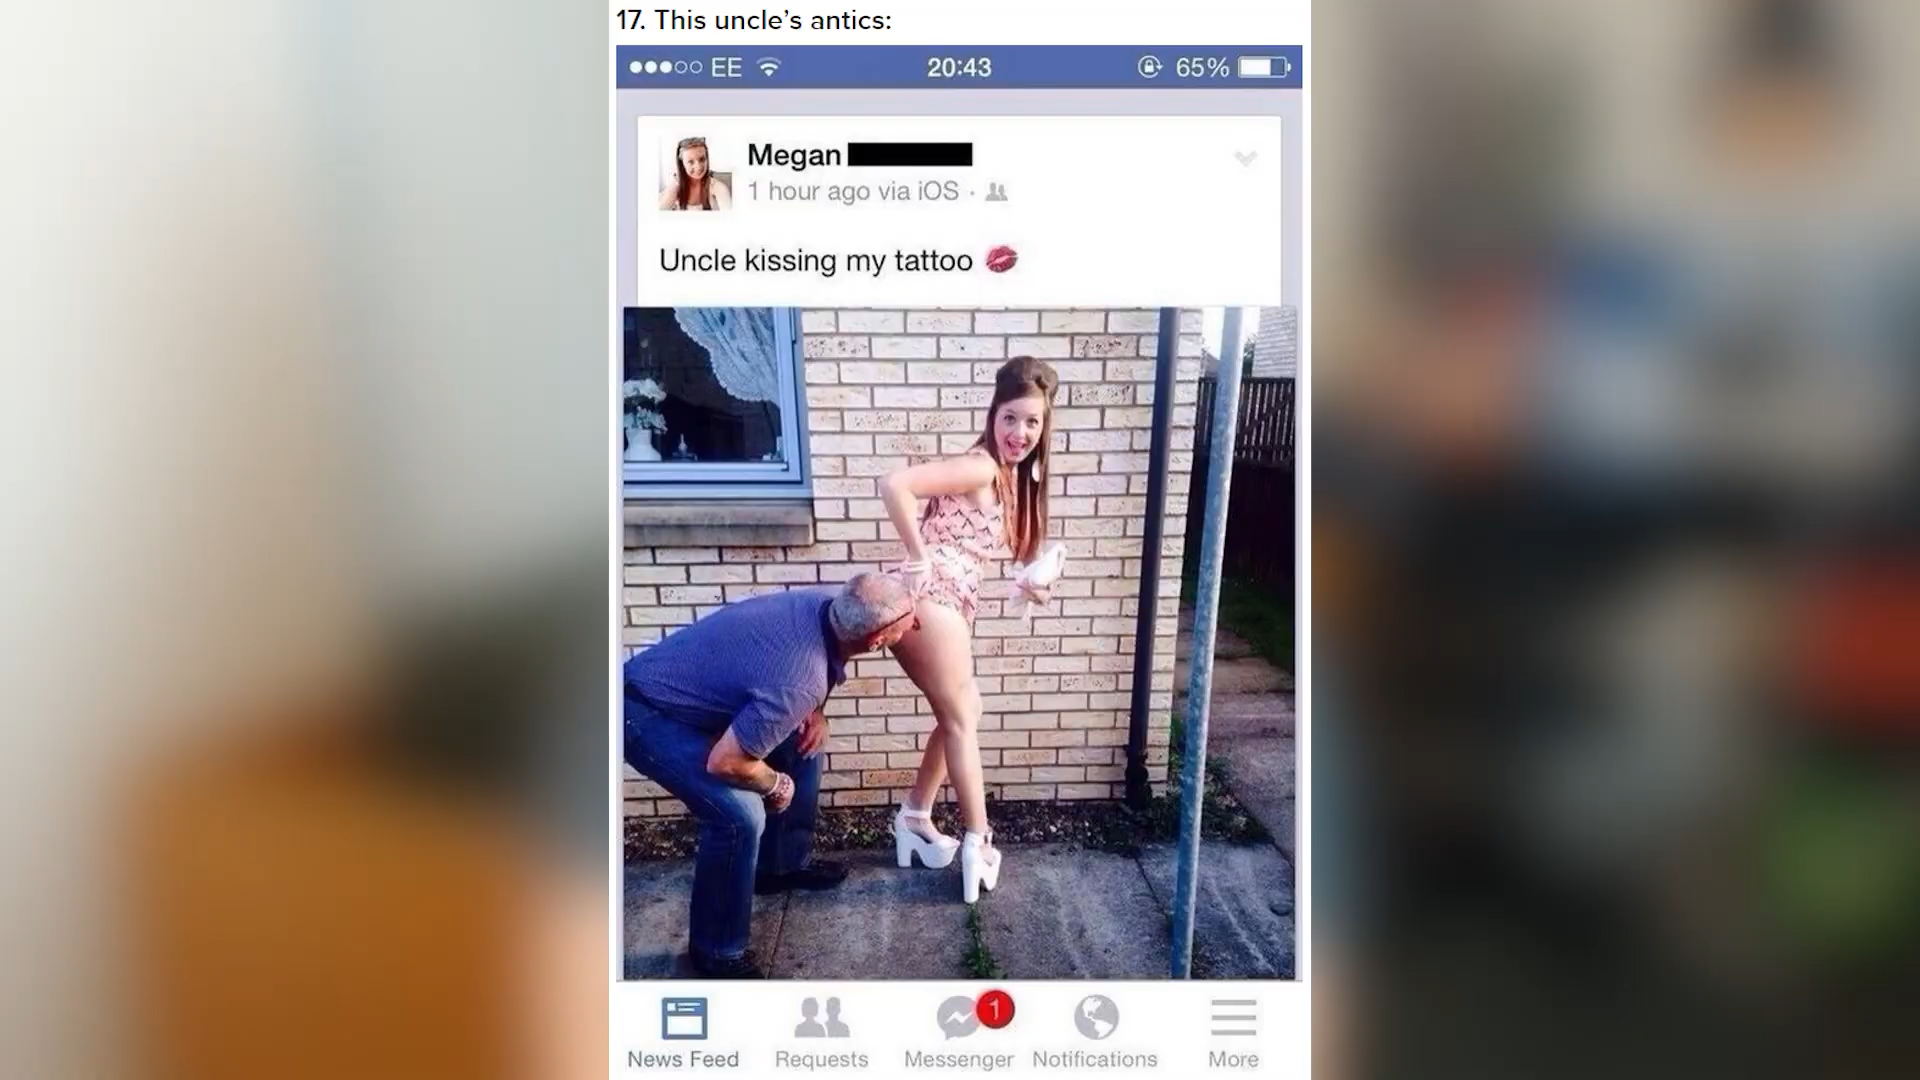 17. This uncle’s antics:
EE 20:43 65%
Megan
1 hour ago via iOS ·
Uncle kissing my tattoo 💋
1
News Feed Requests Messenger Notifications More